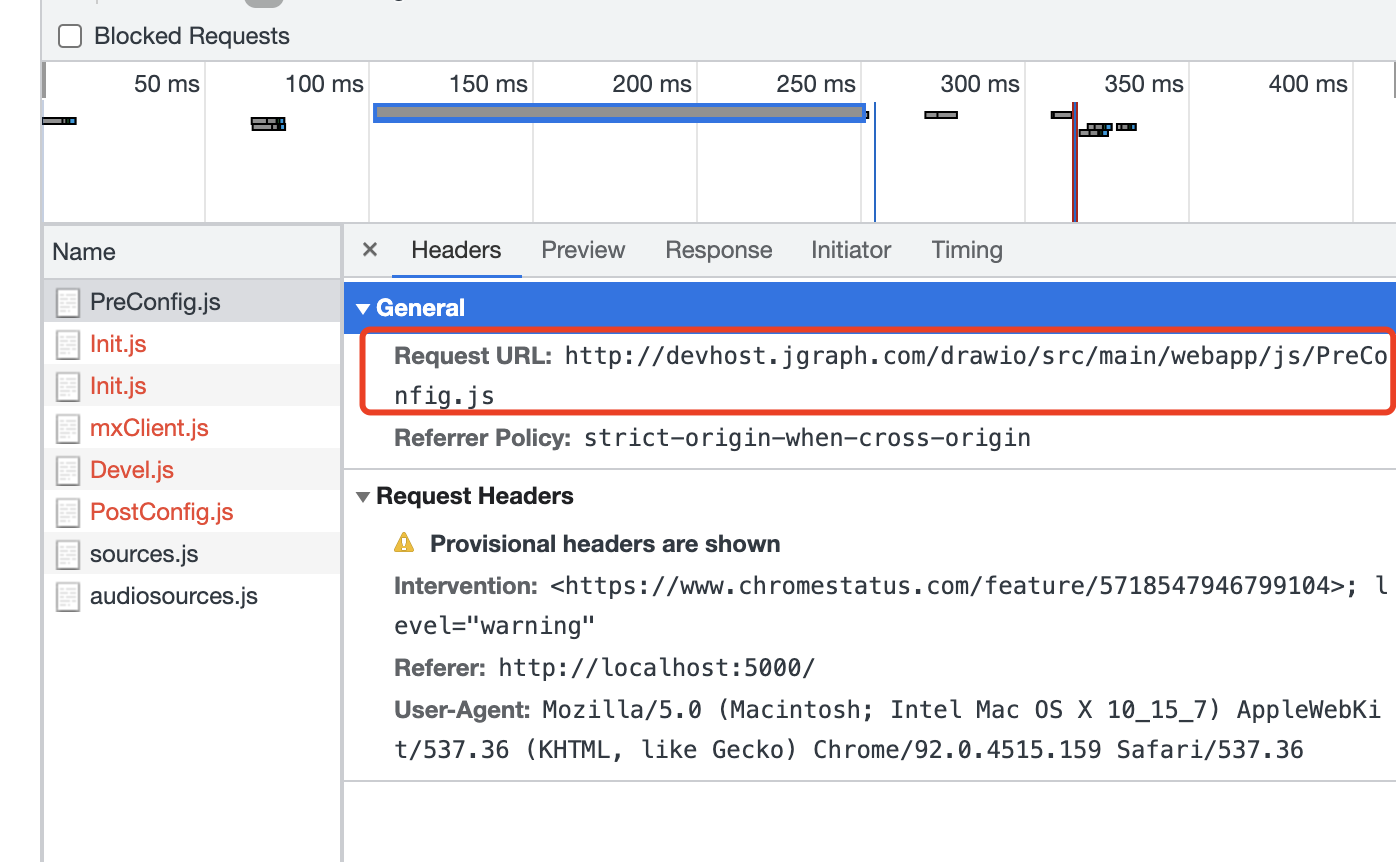 Blocked Requests
50 ms 100 ms 150 ms 200 ms 250 ms 300 ms 350 ms 400 ms
Name
× Headers Preview Response Initiator Timing
PreConfig.js
Init.js
Init.js
mxClient.js
Devel.js
PostConfig.js
sources.js
audiosources.js
General
Request URL: http://devhost.jgraph.com/drawio/src/main/webapp/js/PreCo
nfig.js
Referrer Policy: strict-origin-when-cross-origin
Request Headers
Provisional headers are shown
Intervention: <https://www.chromestatus.com/feature/5718547946799104>; l
evel="warning"
Referer: http://localhost:5000/
User-Agent: Mozilla/5.0 (Macintosh; Intel Mac OS X 10_15_7) AppleWebKi
t/537.36 (KHTML, like Gecko) Chrome/92.0.4515.159 Safari/537.36